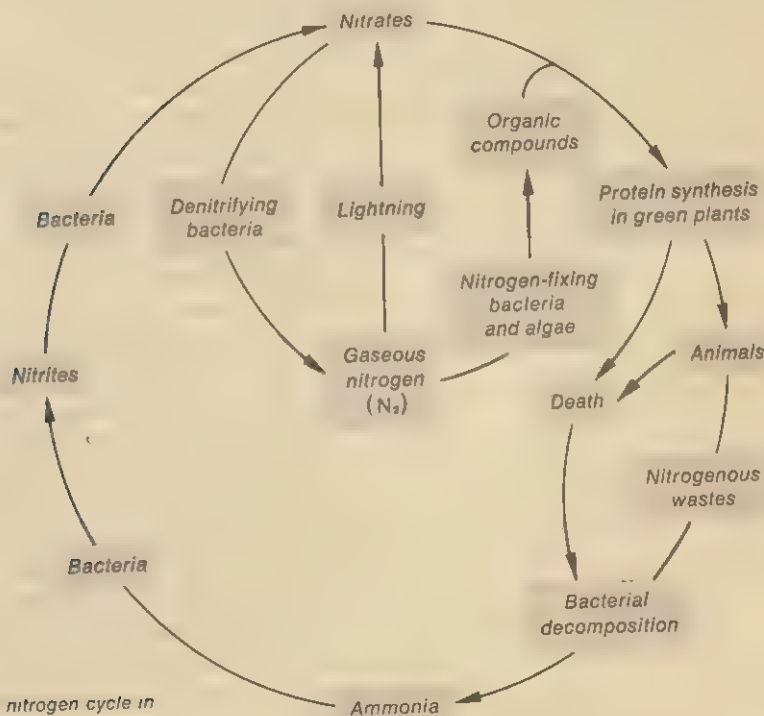 Nitrates
Organic
compounds
Protein synthesis
in green plants
Bacteria
Denitrifying
bacteria
Lightning
Nitrogen-fixing
bacteria
and algae
Gaseous
nitrogen
(N₂)
Animals
Nitrites
Death
Nitrogenous
wastes
Bacteria
Bacterial
decomposition
Ammonia
nitrogen cycle in